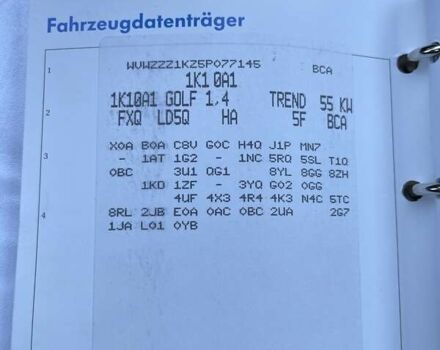 Fahrzeugdatenträger
1
WVWZZZ1KZ5P077145 BCA
1K1 0A1
1K10A1 GOLF 1,4 TREND 55 KW
2
FXQ LD5Q HA 5F BCA
X0A B0A C8V G0C H4Q J1P MN7
- 1AT 1G2 - 1NC 5RQ 5SL T1Q
3
0BC 3U1 QG1 8YL 8GG 8ZH
1KD 1ZF - 3YQ G02 0GG
4UF 4X3 4R4 4K3 N4C 5TC
4
8RL 2JB E0A 0AC 0BC 2UA 2G7
1JA L01 0YB